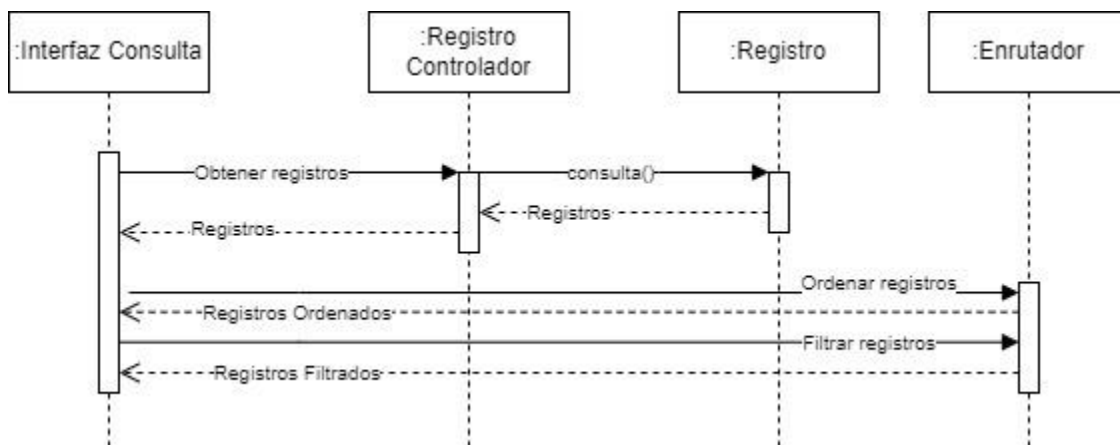 :Interfaz Consulta
:Registro
Controlador
:Registro
:Enrutador
Obtener registros
consulta()
Registros
Registros
Ordenar registros
Registros Ordenados
Filtrar registros
Registros Filtrados